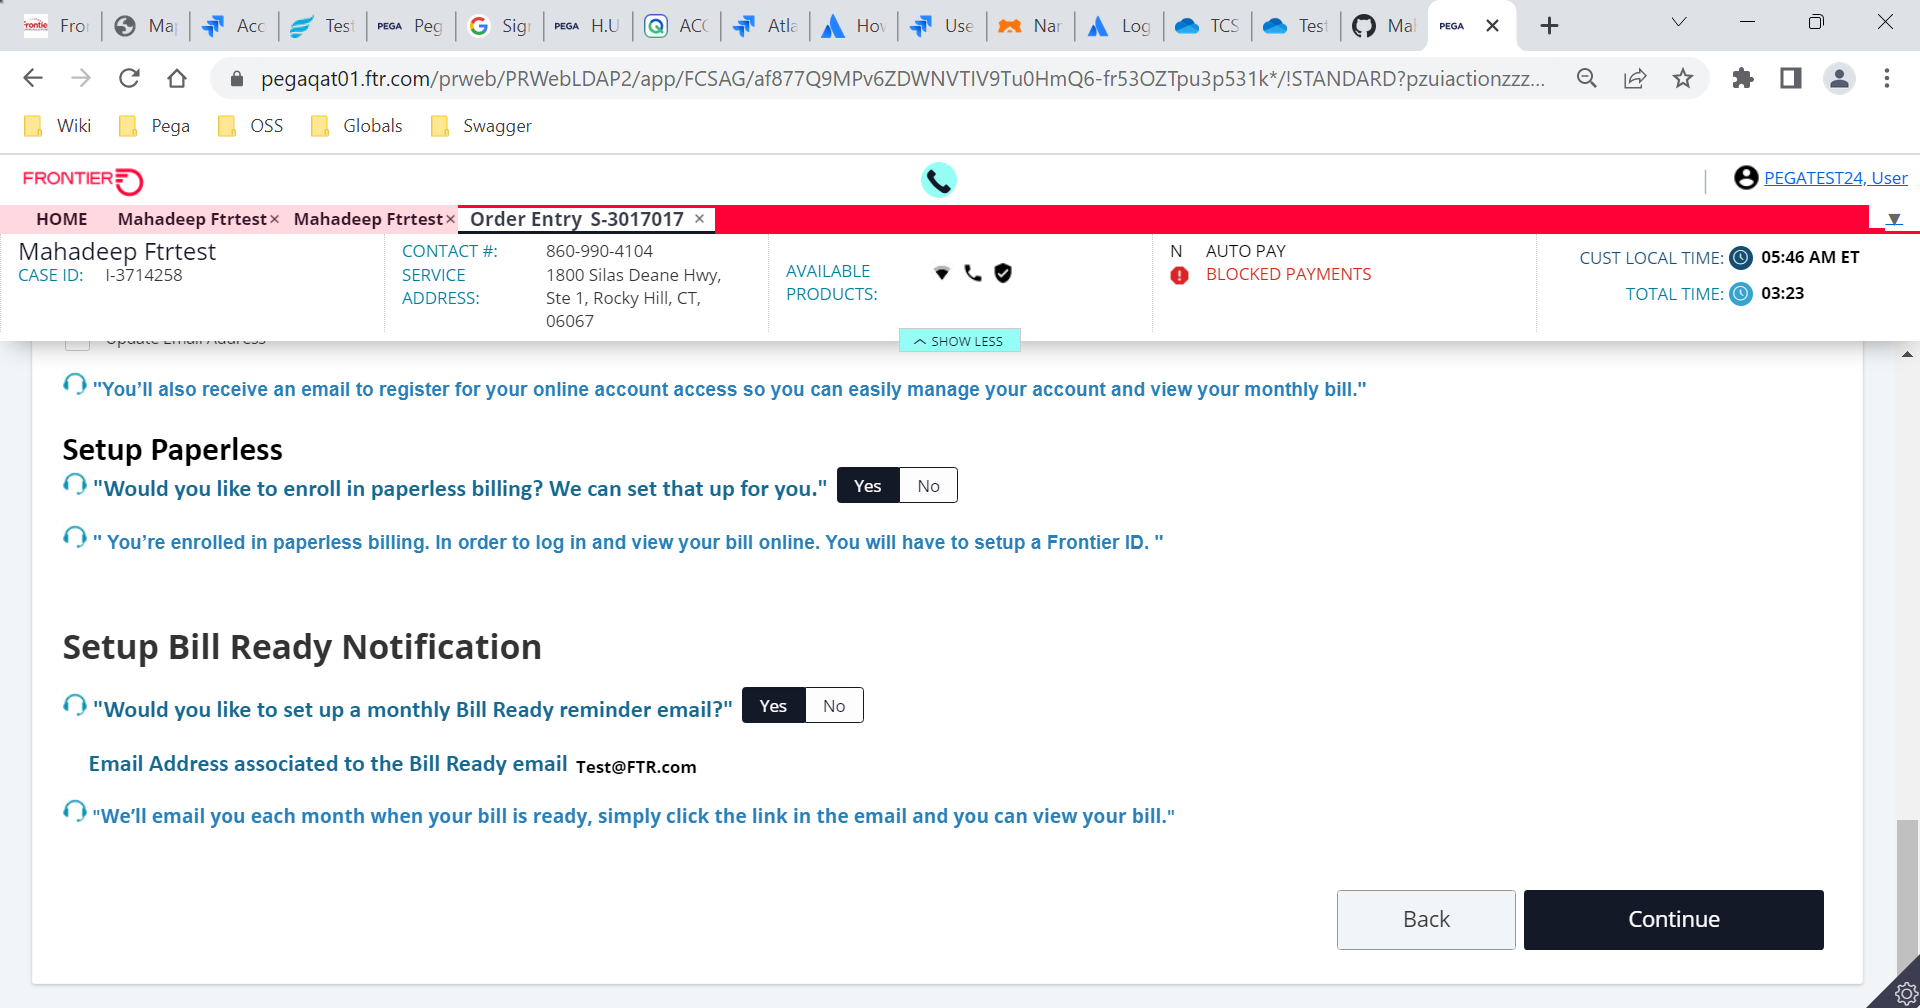 Fro
Ma
Acc
Test
PEGA Peg
Sig
PEGA H.U
ACC
Atla
Hov
Use
Nar
Log
TCS
Test
Ma
PEGA
pegaqat01.ftr.com/prweb/PRWebLDAP2/app/FCSAG/af877Q9MPv6ZDWNVTIV9Tu0HmQ6-fr53OZTpu3p531k*/!STANDARD?pzuiactionzzz...
Wiki Pega OSS Globals Swagger
FRONTIER
PEGATEST24, User
HOME Mahadeep Ftrtest× Mahadeep Ftrtest× Order Entry S-3017017 ×
Mahadeep Ftrtest
CASE ID: I-3714258
CONTACT #: 860-990-4104
SERVICE ADDRESS: 1800 Silas Deane Hwy,
Ste 1, Rocky Hill, CT,
06067
AVAILABLE
PRODUCTS:
N AUTO PAY
BLOCKED PAYMENTS
CUST LOCAL TIME: 05:46 AM ET
TOTAL TIME: 03:23
SHOW LESS
Update Email Address
"You’ll also receive an email to register for your online account access so you can easily manage your account and view your monthly bill."
Setup Paperless
"Would you like to enroll in paperless billing? We can set that up for you." Yes No
" You’re enrolled in paperless billing. In order to log in and view your bill online. You will have to setup a Frontier ID. "
Setup Bill Ready Notification
"Would you like to set up a monthly Bill Ready reminder email?" Yes No
Email Address associated to the Bill Ready email Test@FTR.com
"We’ll email you each month when your bill is ready, simply click the link in the email and you can view your bill."
Back Continue